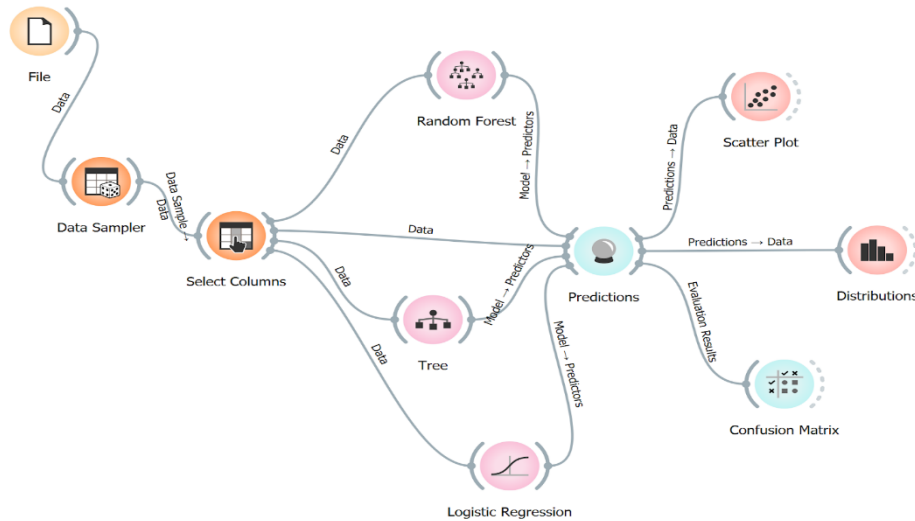 File
Data
Data Sampler
Data Sample →
Data
Select Columns
Data
Random Forest
Model → Predictors
Data
Data
Tree
Model → Predictors
Data
Logistic Regression
Model → Predictors
Predictions
Predictions → Data
Scatter Plot
Predictions → Data
Distributions
Evaluation Results
Confusion Matrix